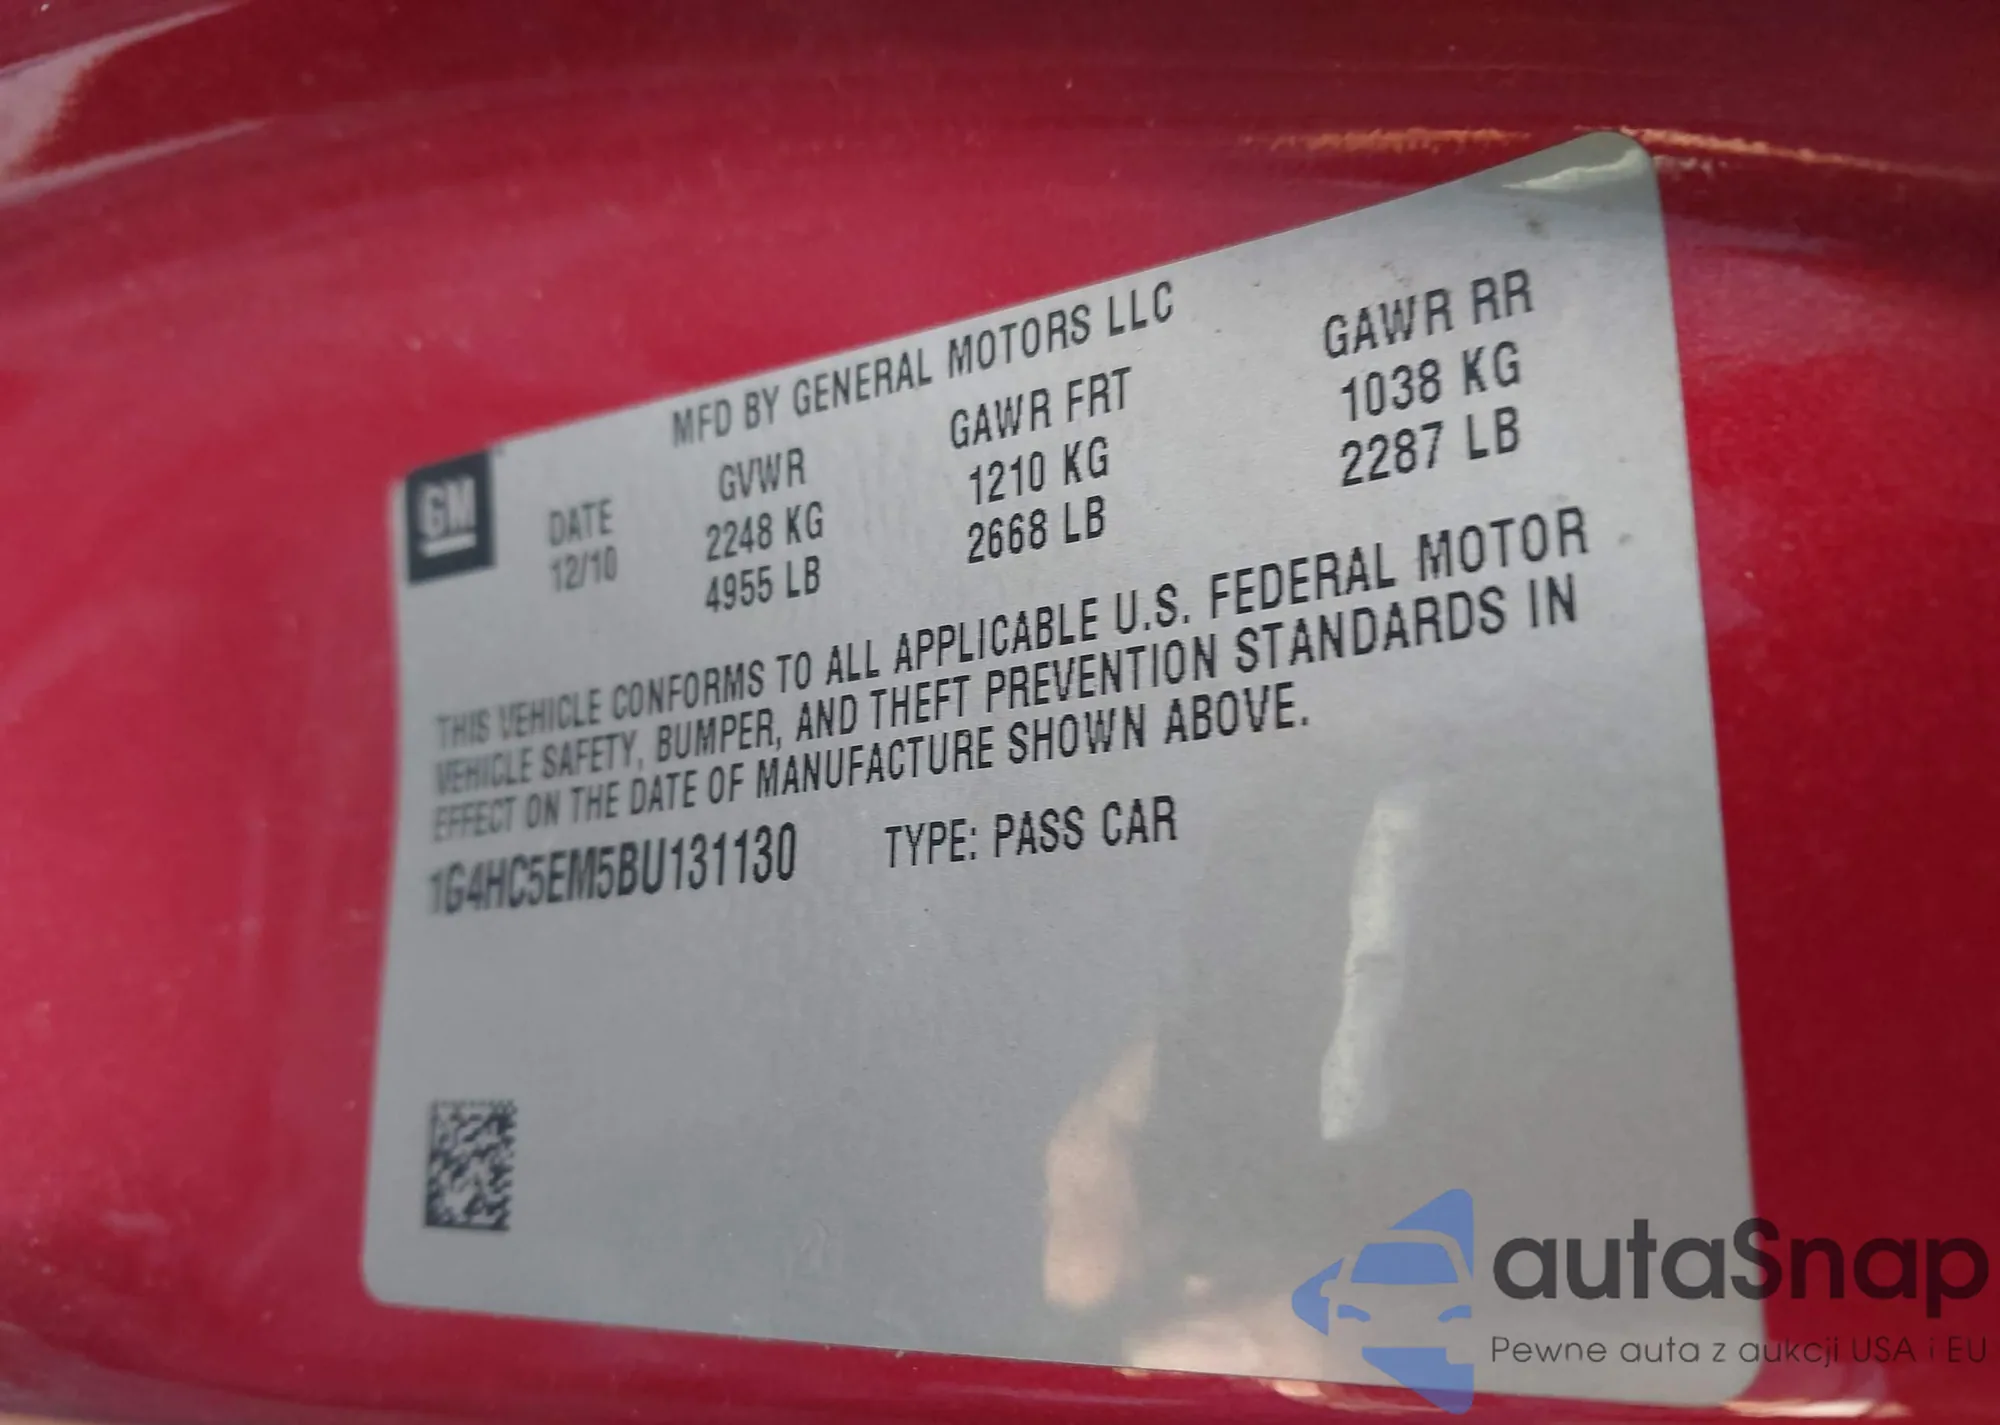 MFD BY GENERAL MOTORS LLC
GM
DATE GVWR GAWR FRT GAWR RR
12/10 2248 KG 1210 KG 1038 KG
4955 LB 2668 LB 2287 LB
THIS VEHICLE CONFORMS TO ALL APPLICABLE U.S. FEDERAL MOTOR
VEHICLE SAFETY, BUMPER, AND THEFT PREVENTION STANDARDS IN
EFFECT ON THE DATE OF MANUFACTURE SHOWN ABOVE.
1G4HC5EM5BU131130 TYPE: PASS CAR
autaSnap
Pewne auta z aukcji USA i EU